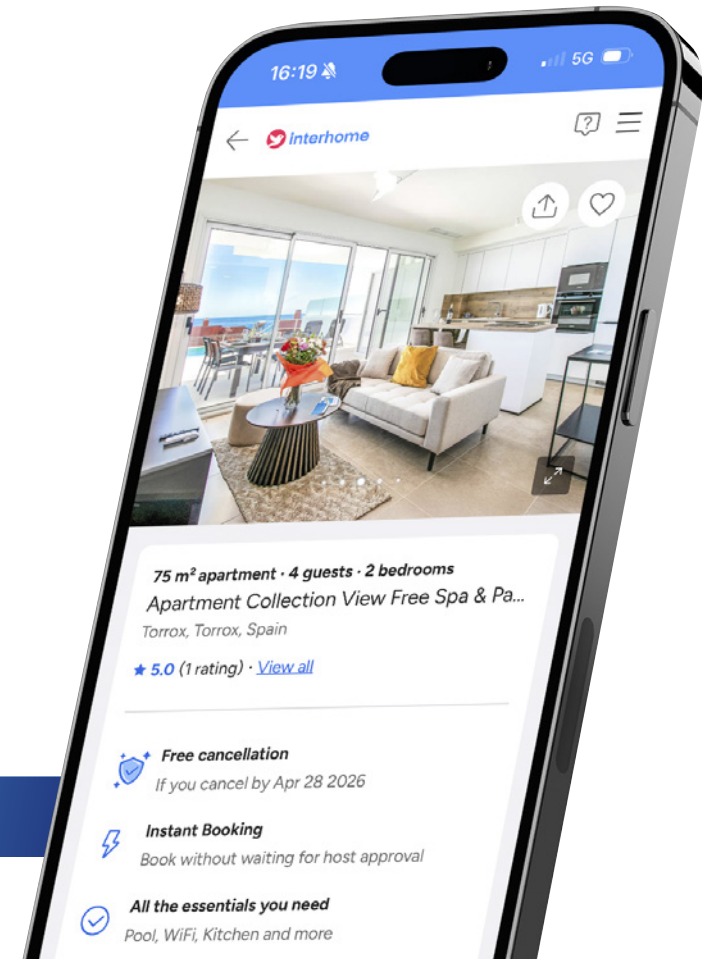 16:19
5G
interhome
75 m² apartment · 4 guests · 2 bedrooms
Apartment Collection View Free Spa & Pa...
Torrox, Torrox, Spain
5.0 (1 rating) · View all
Free cancellation
If you cancel by Apr 28 2026
Instant Booking
Book without waiting for host approval
All the essentials you need
Pool, WiFi, Kitchen and more